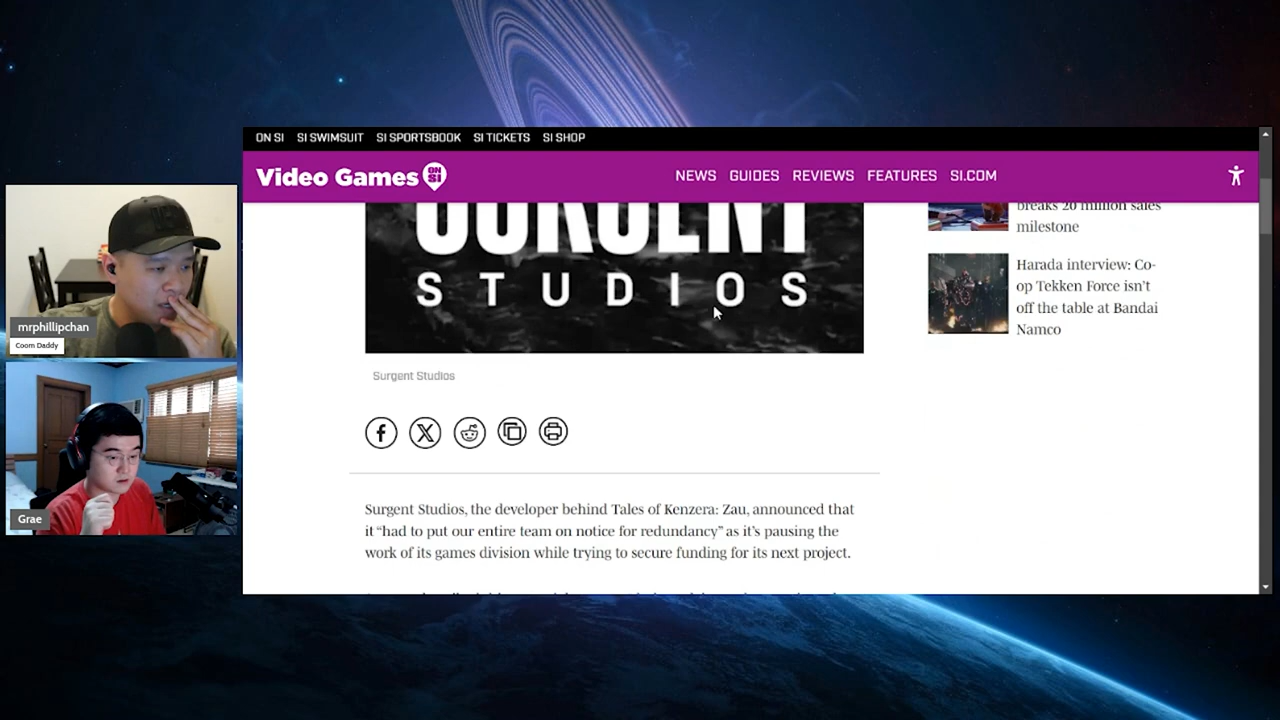 ON SI SI SWIMSUIT SI SPORTSBOOK SI TICKETS SI SHOP
Video Games ON SI
NEWS GUIDES REVIEWS FEATURES SI.COM
SURGENT
STUDIOS
breaks 20 million sales
milestone
Harada interview: Co-
op Tekken Force isn't
off the table at Bandai
Namco
mrphillipchan
Coom Daddy
Surgent Studios
Grae
Surgent Studios, the developer behind Tales of Kenzera: Zau, announced that
it “had to put our entire team on notice for redundancy” as it’s pausing the
work of its games division while trying to secure funding for its next project.